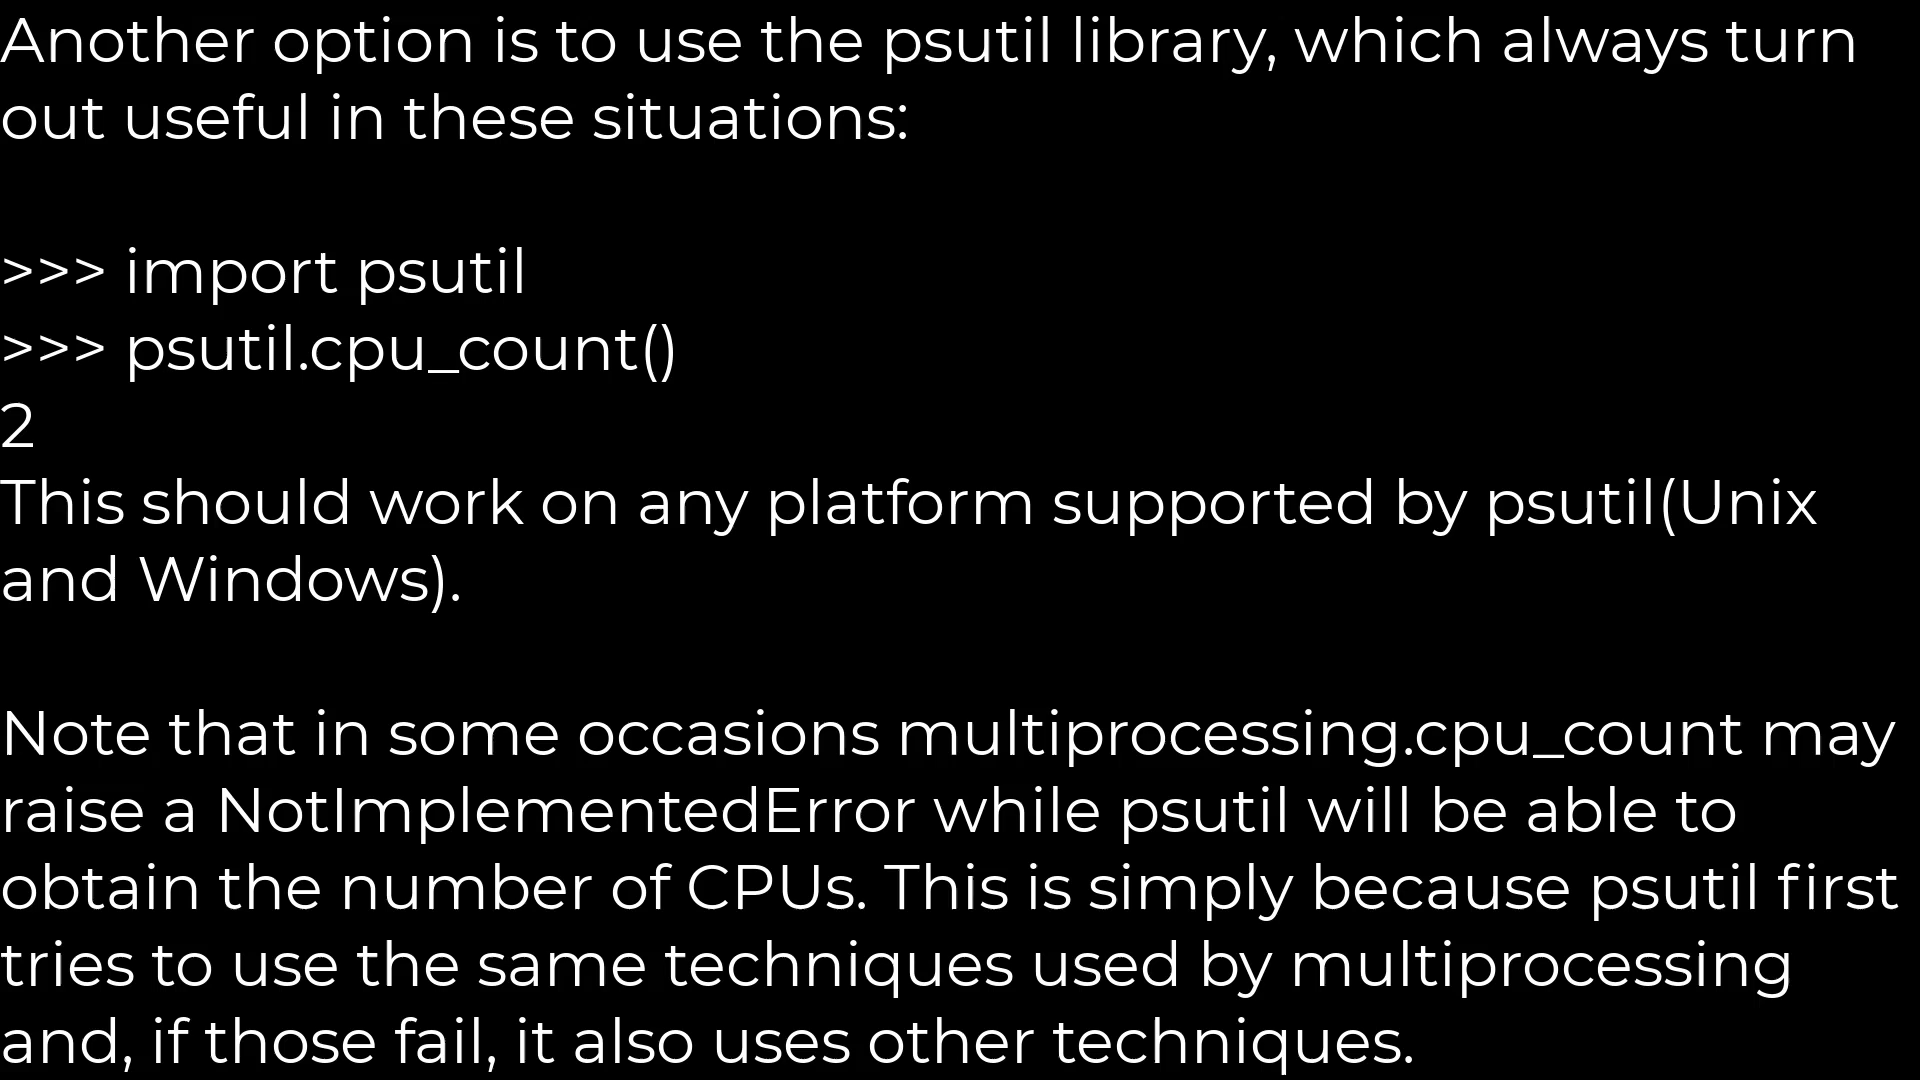 Another option is to use the psutil library, which always turn
out useful in these situations:
>>> import psutil
>>> psutil.cpu_count()
2
This should work on any platform supported by psutil(Unix
and Windows).
Note that in some occasions multiprocessing.cpu_count may
raise a NotImplementedError while psutil will be able to
obtain the number of CPUs. This is simply because psutil first
tries to use the same techniques used by multiprocessing
and, if those fail, it also uses other techniques.